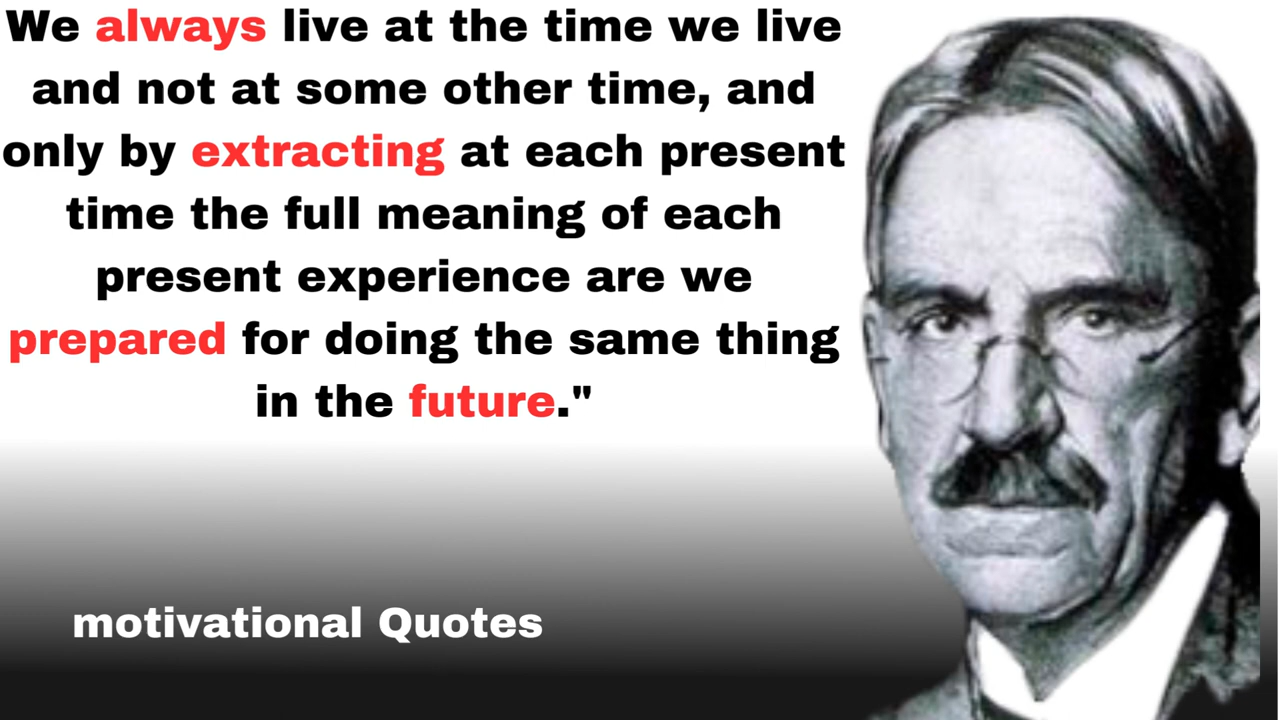 We always live at the time we live
and not at some other time, and
only by extracting at each present
time the full meaning of each
present experience are we
prepared for doing the same thing
in the future."
motivational Quotes